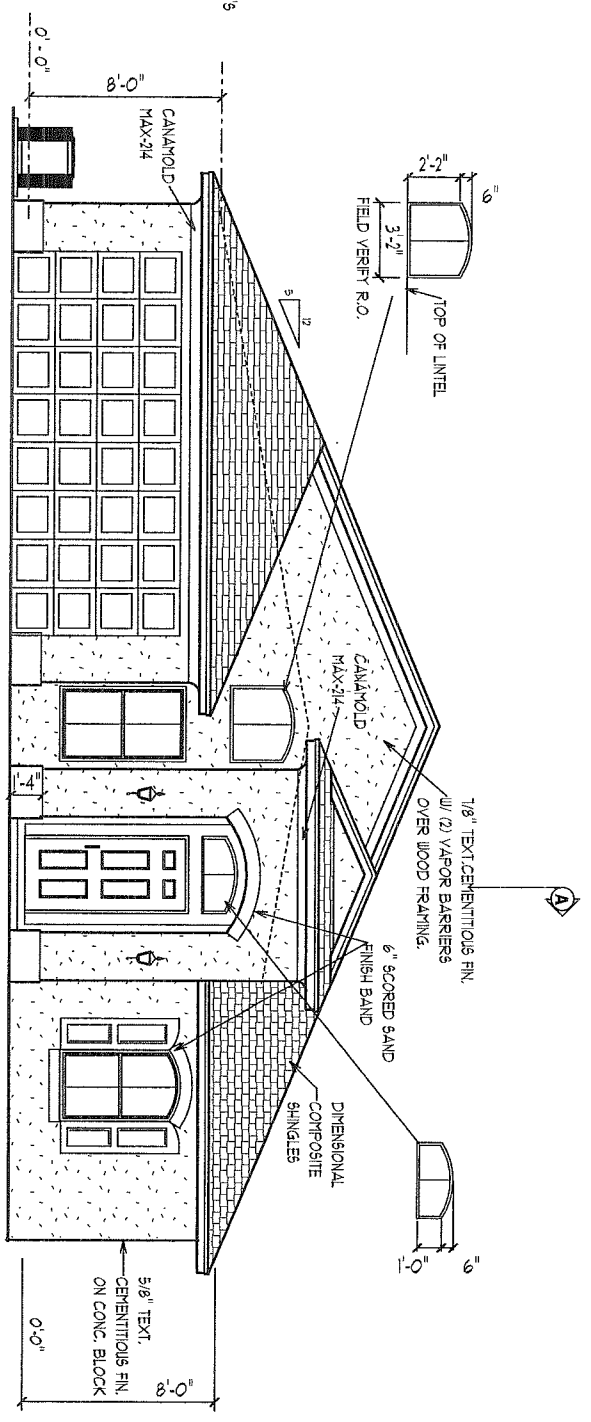 'S
0'-0"
8'-0"
CANAMOLD
MAX-214
2'-2"
6"
3'-2"
FIELD VERIFY R.O.
TOP OF LINTEL
5
12
CANAMOLD
MAX-214
7/8" TEXT.CEMENTITIOUS FIN.
W/ (2) VAPOR BARRIERS
OVER WOOD FRAMING.
A
1'-4"
6" SCORED SAND
FINISH BAND
DIMENSIONAL
COMPOSITE
SHINGLES
1'-0"
6"
5/8" TEXT.
CEMENTITIOUS FIN.
ON CONC. BLOCK
0'-0"
8'-0"